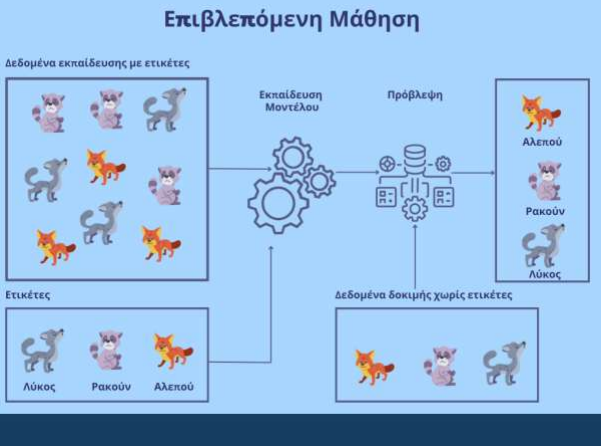 Επιβλεπόμενη Μάθηση
Δεδομένα εκπαίδευσης με ετικέτες
Εκπαίδευση
Μοντέλου
Πρόβλεψη
Αλεπού
Ρακούν
Λύκος
Ετικέτες
Λύκος Ρακούν Αλεπού
Δεδομένα δοκιμής χωρίς ετικέτες